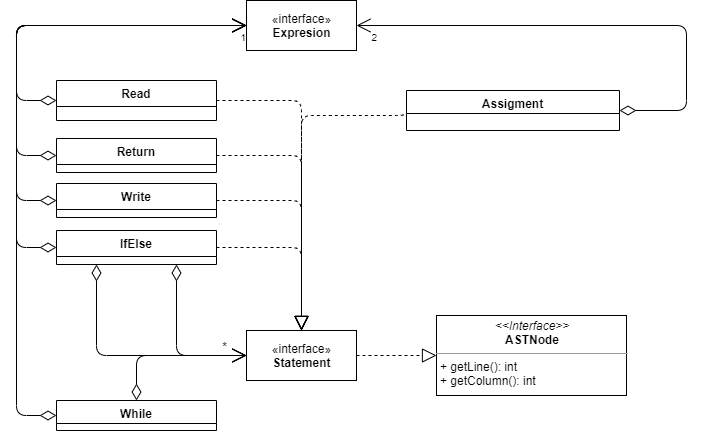 «interface»
Expresion
1
2
Read
Assigment
Return
Write
IfElse
*
«interface»
Statement
<<Interface>>
ASTNode
+ getLine(): int
+ getColumn(): int
While